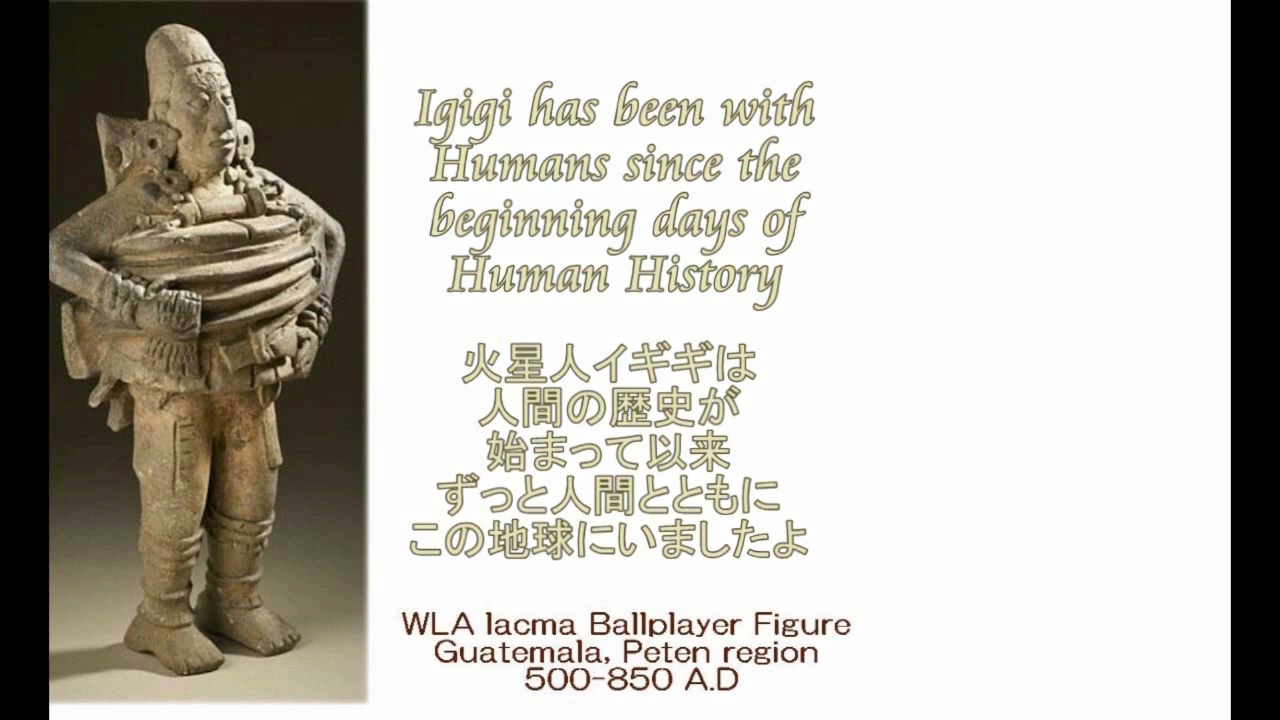 Igigi has been with
Humans since the
beginning days of
Human History
火星人イギギは
人間の歴史が
始まって以来
ずっと人間とともに
この地球にいましたよ
WLA lacma Ballplayer Figure
Guatemala, Peten region
500-850 A.D